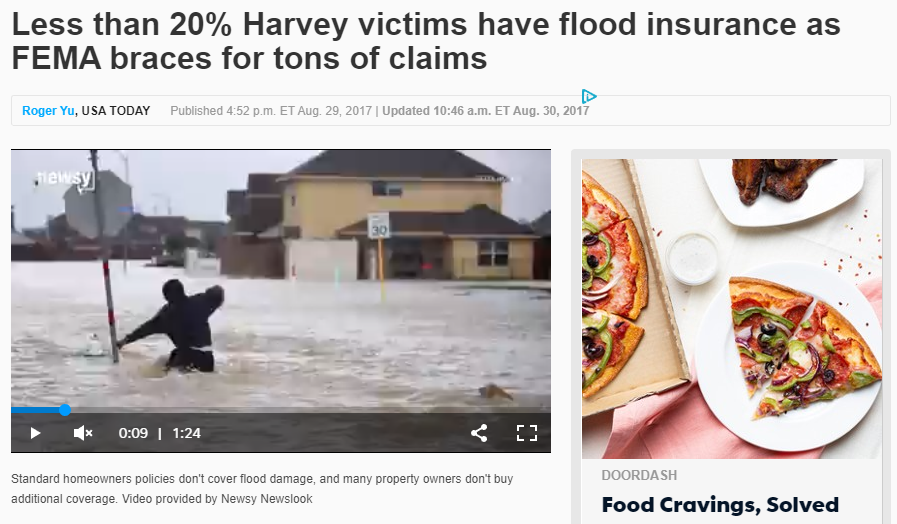 Less than 20% Harvey victims have flood insurance as
FEMA braces for tons of claims
Roger Yu, USA TODAY Published 4:52 p.m. ET Aug. 29, 2017 | Updated 10:46 a.m. ET Aug. 30, 2017
newsy
30
0:09 | 1:24
Standard homeowners policies don't cover flood damage, and many property owners don't buy
additional coverage. Video provided by Newsy Newslook
DOORDASH
Food Cravings, Solved